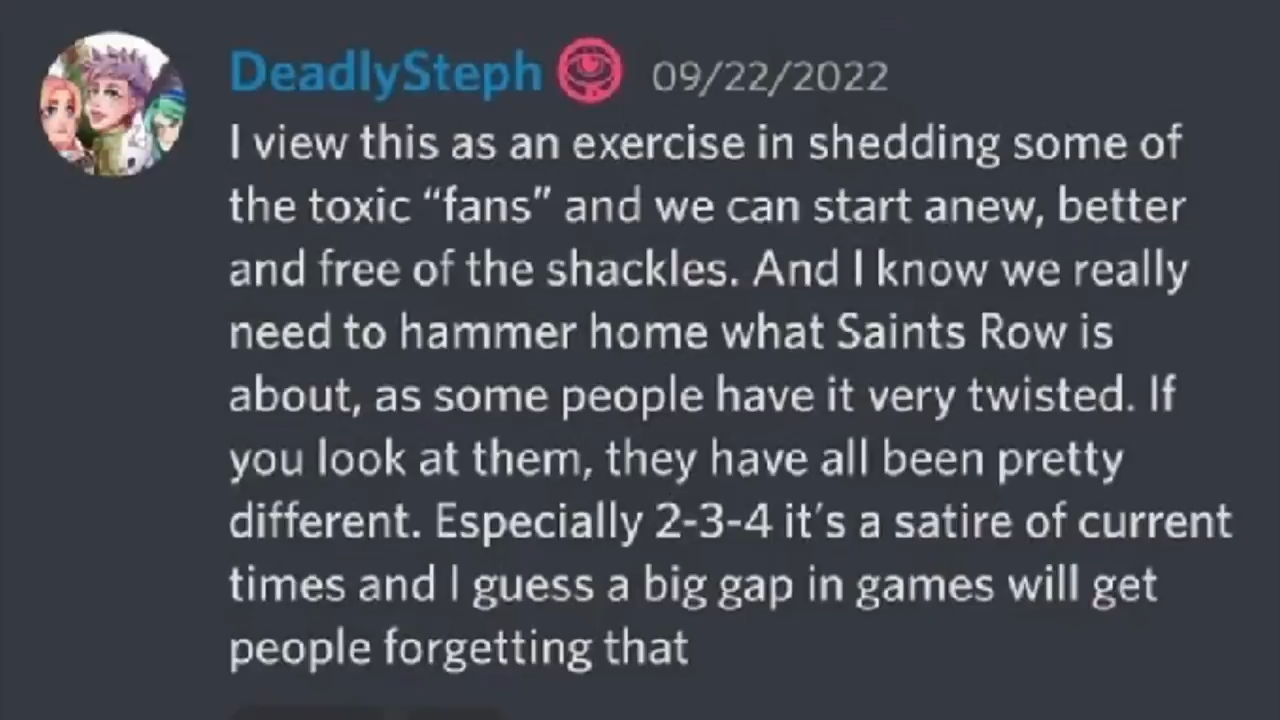 DeadlySteph 09/22/2022
I view this as an exercise in shedding some of
the toxic “fans” and we can start anew, better
and free of the shackles. And I know we really
need to hammer home what Saints Row is
about, as some people have it very twisted. If
you look at them, they have all been pretty
different. Especially 2-3-4 it’s a satire of current
times and I guess a big gap in games will get
people forgetting that